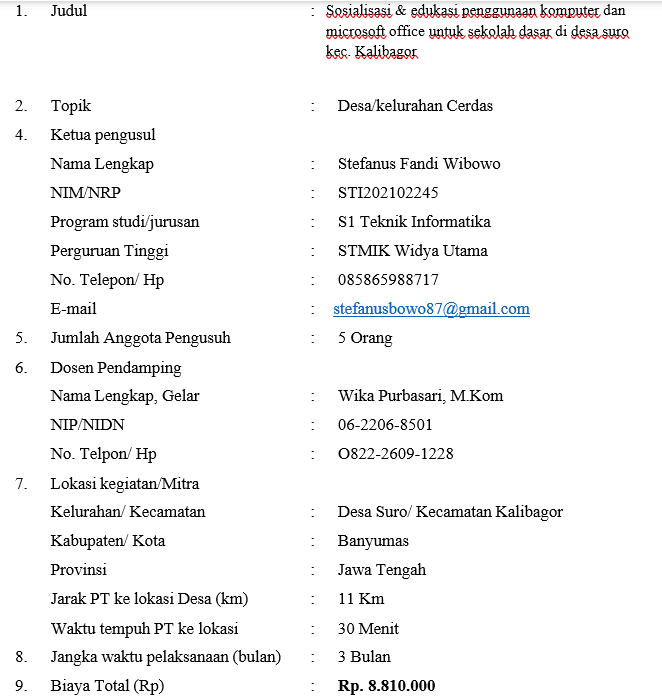 1. Judul : Sosialisasi & edukasi penggunaan komputer dan
microsoft office untuk sekolah dasar di desa suro
kec. Kalibagor
2. Topik : Desa/kelurahan Cerdas
4. Ketua pengusul
Nama Lengkap : Stefanus Fandi Wibowo
NIM/NRP : STI202102245
Program studi/jurusan : S1 Teknik Informatika
Perguruan Tinggi : STMIK Widya Utama
No. Telepon/ Hp : 085865988717
E-mail : stefanusbowo87@gmail.com
5. Jumlah Anggota Pengusuh : 5 Orang
6. Dosen Pendamping
Nama Lengkap, Gelar : Wika Purbasari, M.Kom
NIP/NIDN : 06-2206-8501
No. Telpon/ Hp : O822-2609-1228
7. Lokasi kegiatan/Mitra
Kelurahan/ Kecamatan : Desa Suro/ Kecamatan Kalibagor
Kabupaten/ Kota : Banyumas
Provinsi : Jawa Tengah
Jarak PT ke lokasi Desa (km) : 11 Km
Waktu tempuh PT ke lokasi : 30 Menit
8. Jangka waktu pelaksanaan (bulan) : 3 Bulan
9. Biaya Total (Rp) : Rp. 8.810.000